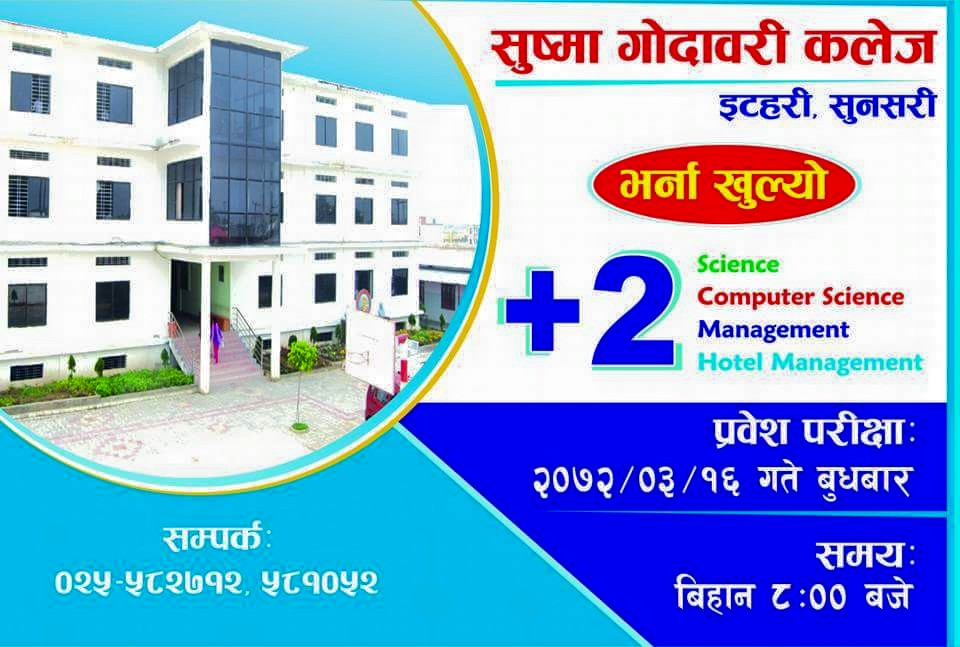 सुष्मा गोदावरी कलेज
इटहरी, सुनसरी
भर्ना खुल्यो
+2
Science
Computer Science
Management
Hotel Management
प्रवेश परीक्षा:
२०७२/०३/१६ गते बुधबार
समय:
बिहान ८:०० बजे
सम्पर्क:
०२५-५८२७१२, ५८१०५२